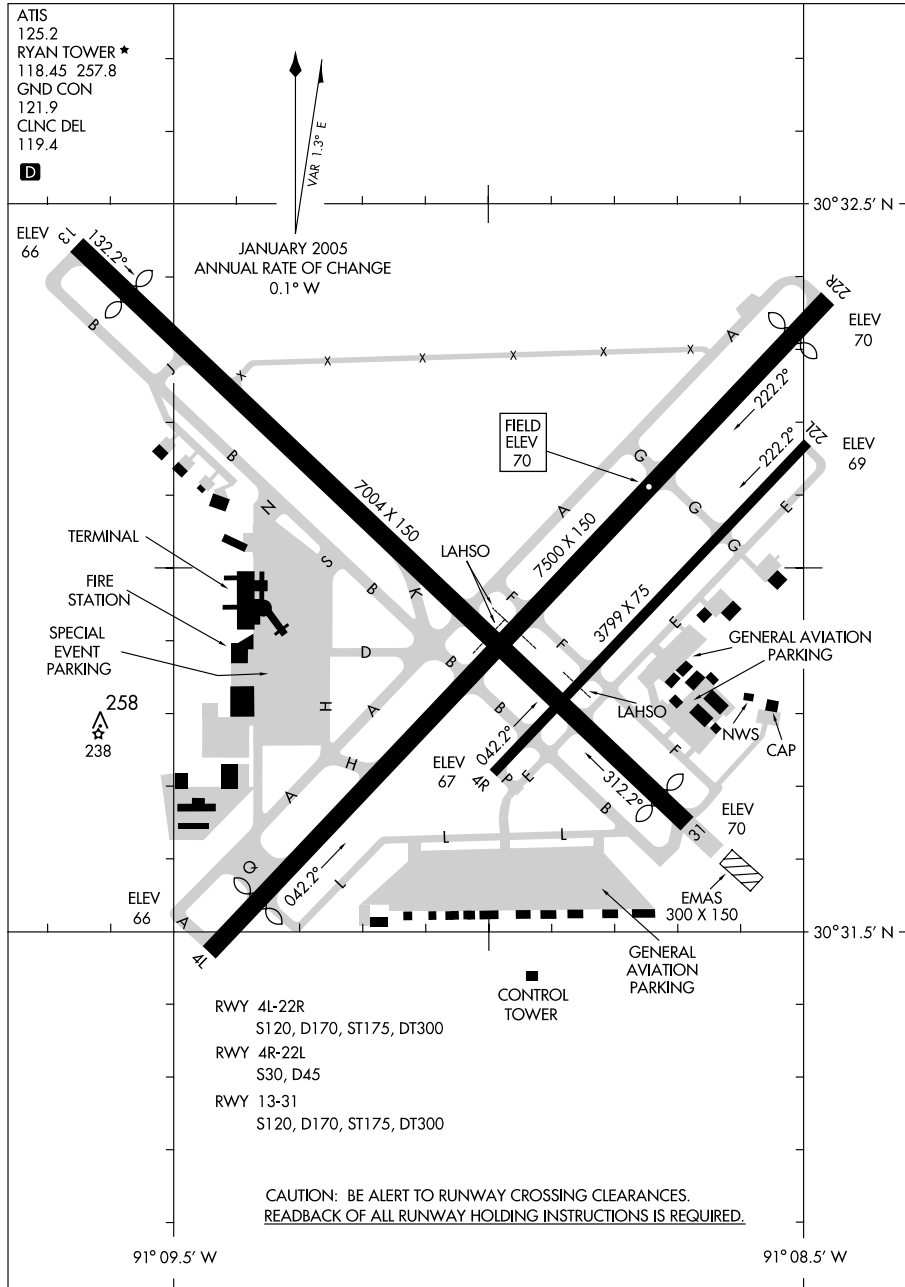 ATIS
125.2
RYAN TOWER ★
118.45 257.8
GND CON
121.9
CLNC DEL
119.4
D
VAR 1.3° E
JANUARY 2005
ANNUAL RATE OF CHANGE
0.1° W
30° 32.5' N
ELEV
66
13
132.2°
B
J
X
X
X
X
X
X
A
22R
ELEV
70
222.2°
FIELD
ELEV
70
22L
ELEV
69
222.2°
G
G
G
E
B
N
S
B
K
7004 X 150
A
7500 X 150
3799 X 75
LAHSO
F
F
E
TERMINAL
FIRE
STATION
SPECIAL
EVENT
PARKING
D
H
A
H
A
B
B
GENERAL AVIATION
PARKING
LAHSO
NWS
CAP
F
258
238
ELEV
67
042.2°
4R
P
E
B
312.2°
31
ELEV
70
L
L
L
Q
042.2°
ELEV
66
A
4L
EMAS
300 X 150
30° 31.5' N
GENERAL
AVIATION
PARKING
CONTROL
TOWER
RWY 4L-22R
S120, D170, ST175, DT300
RWY 4R-22L
S30, D45
RWY 13-31
S120, D170, ST175, DT300
CAUTION: BE ALERT TO RUNWAY CROSSING CLEARANCES.
READBACK OF ALL RUNWAY HOLDING INSTRUCTIONS IS REQUIRED.
91° 09.5' W
91° 08.5' W